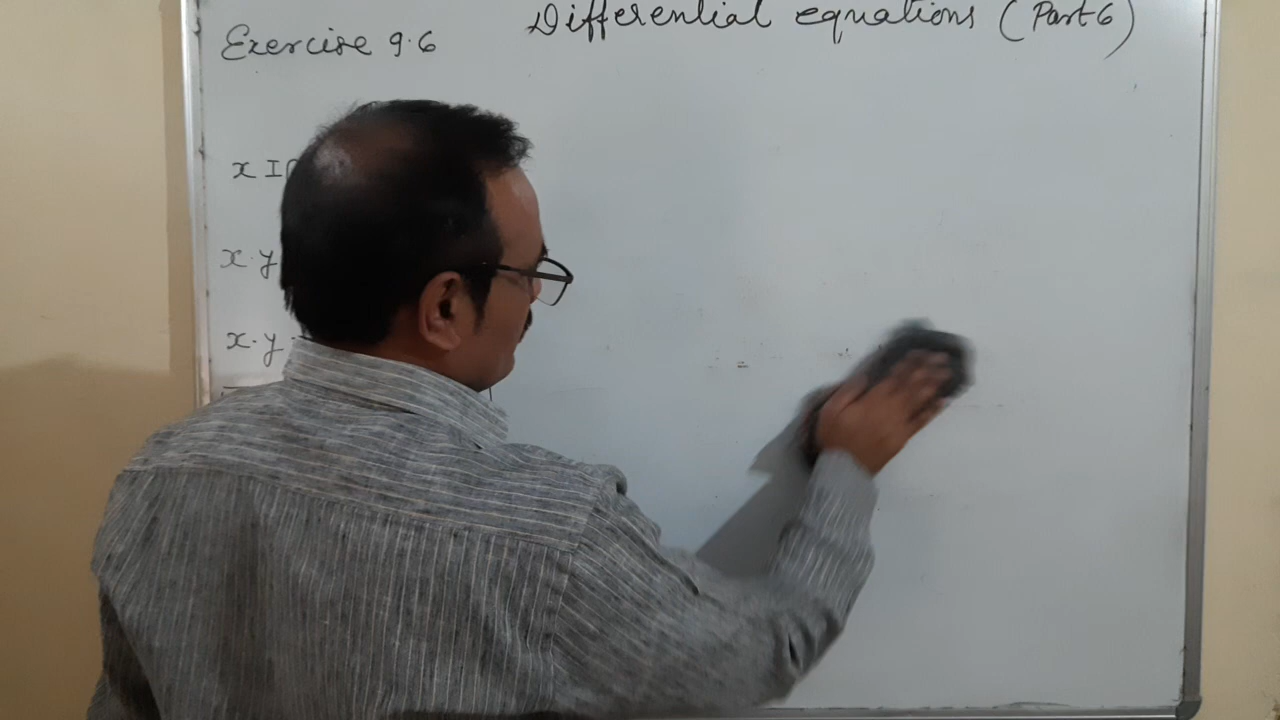 Differential equations (Part 6)
Exercise 9.6
x I
x.y
x.y